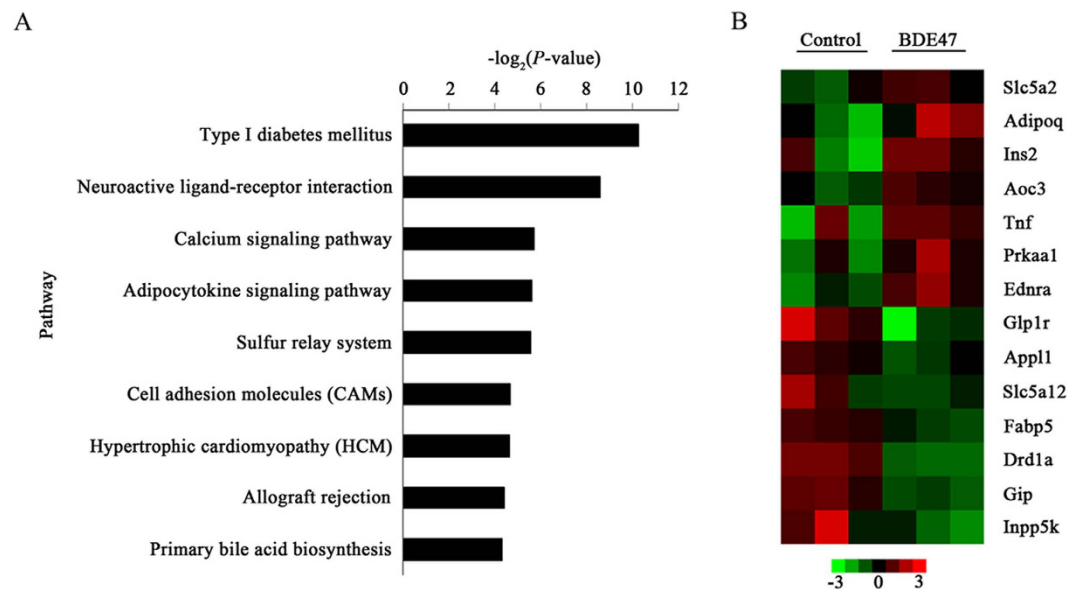 A
-log2(P-value)
0 2 4 6 8 10 12
Pathway
Type I diabetes mellitus
Neuroactive ligand-receptor interaction
Calcium signaling pathway
Adipocytokine signaling pathway
Sulfur relay system
Cell adhesion molecules (CAMs)
Hypertrophic cardiomyopathy (HCM)
Allograft rejection
Primary bile acid biosynthesis
B
Control BDE47
Slc5a2
Adipoq
Ins2
Aoc3
Tnf
Prkaa1
Ednra
Glp1r
Appl1
Slc5a12
Fabp5
Drd1a
Gip
Inpp5k
-3 0 3